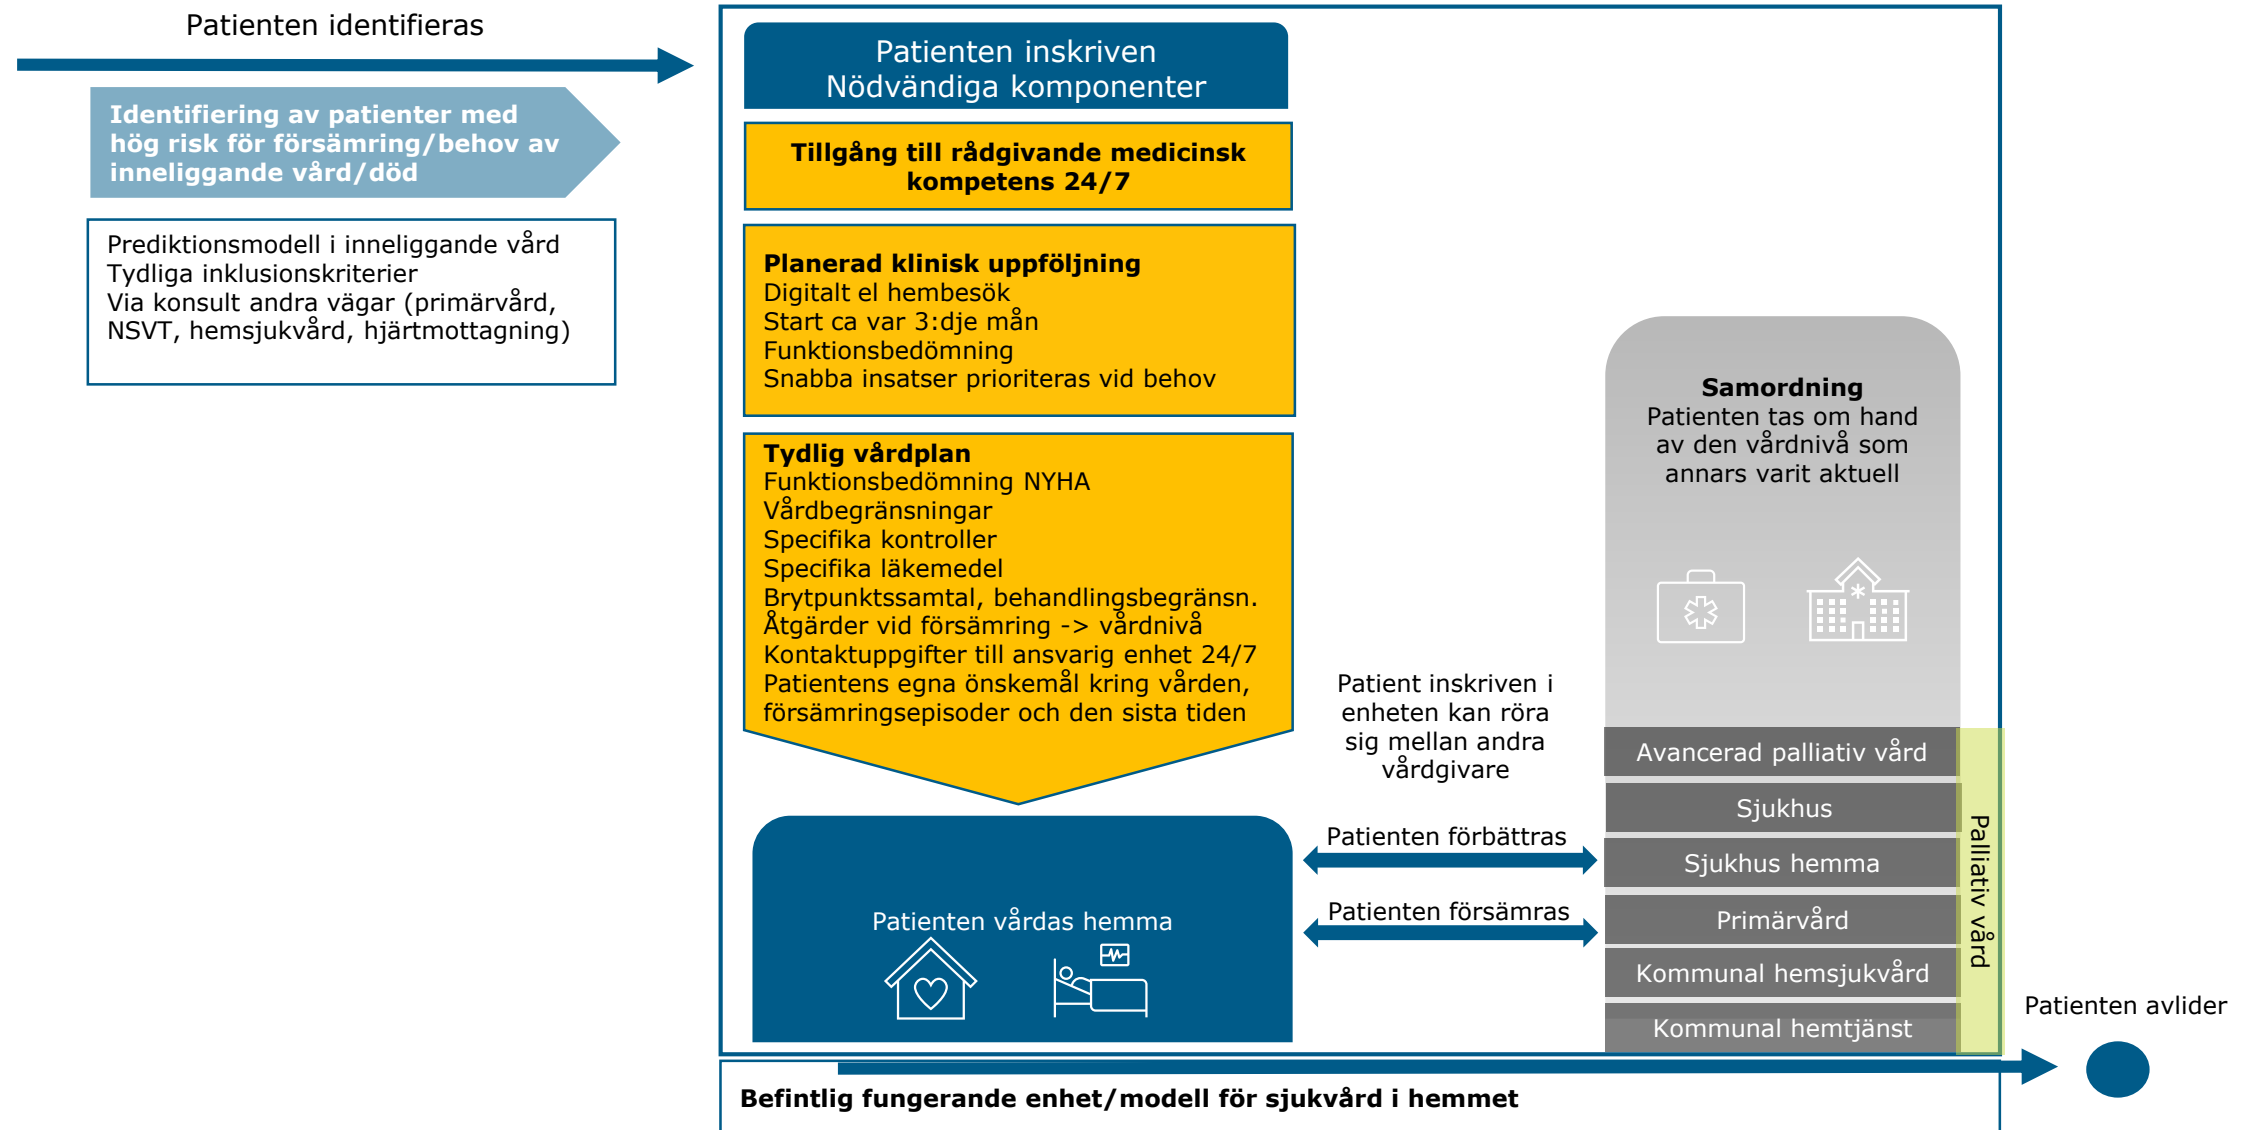 Patienten identifieras
Identifiering av patienter med
hög risk för försämring/behov av
inneliggande vård/död
Prediktionsmodell i inneliggande vård
Tydliga inklusionskriterier
Via konsult andra vägar (primärvård,
NSVT, hemsjukvård, hjärtmottagning)
Patienten inskriven
Nödvändiga komponenter
Tillgång till rådgivande medicinsk
kompetens 24/7
Planerad klinisk uppföljning
Digitalt el hembesök
Start ca var 3:dje mån
Funktionsbedömning
Snabba insatser prioriteras vid behov
Tydlig vårdplan
Funktionsbedömning NYHA
Vårdbegränsningar
Specifika kontroller
Specifika läkemedel
Brytpunktssamtal, behandlingsbegränsn.
Åtgärder vid försämring -> vårdnivå
Kontaktuppgifter till ansvarig enhet 24/7
Patientens egna önskemål kring vården,
försämringsepisoder och den sista tiden
Patienten vårdas hemma
Patient inskriven i
enheten kan röra
sig mellan andra
vårdgivare
Patienten förbättras
Patienten försämras
Samordning
Patienten tas om hand
av den vårdnivå som
annars varit aktuell
Avancerad palliativ vård
Sjukhus
Sjukhus hemma
Primärvård
Kommunal hemsjukvård
Kommunal hemtjänst
Palliativ vård
Patienten avlider
Befintlig fungerande enhet/modell för sjukvård i hemmet